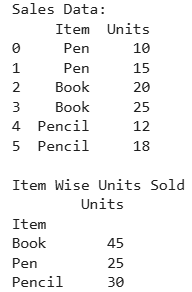 Sales Data:
Item Units
0 Pen 10
1 Pen 15
2 Book 20
3 Book 25
4 Pencil 12
5 Pencil 18
Item Wise Units Sold
Units
Item
Book 45
Pen 25
Pencil 30